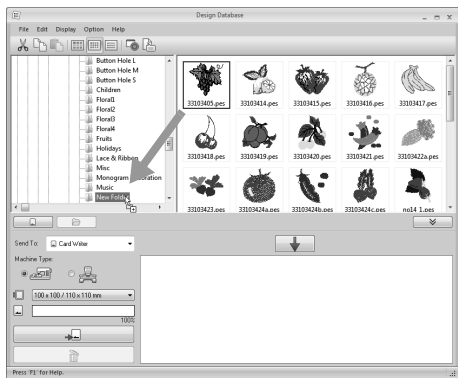 Design Database
File Edit Display Option Help
Button Hole L
Button Hole M
Button Hole S
Children
Floral1
Floral2
Floral3
Floral4
Fruits
Holidays
Lace & Ribbon
Misc
Monogram
Music
New Folder
33103405.pes 33103414.pes 33103415.pes 33103416.pes 33103417.pes
33103418.pes 33103419.pes 33103420.pes 33103421.pes 33103422a.pes
33103423.pes 33103424a.pes 33103424b.pes 33103424c.pes no14_1.pes
Send To: Card Writer
Machine Type:
100 x 100 / 110 x 110 mm
100%
Press 'F1' for Help.